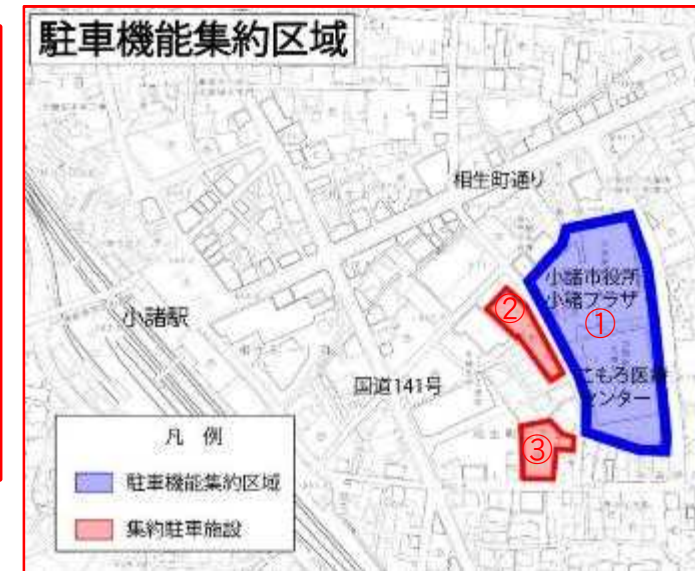 駐車機能集約区域
相生町通り
小諸市役所
小諸プラザ
①
②
小諸駅
こもろ医療
センター
国道141号
③
凡 例
駐車機能集約区域
集約駐車施設